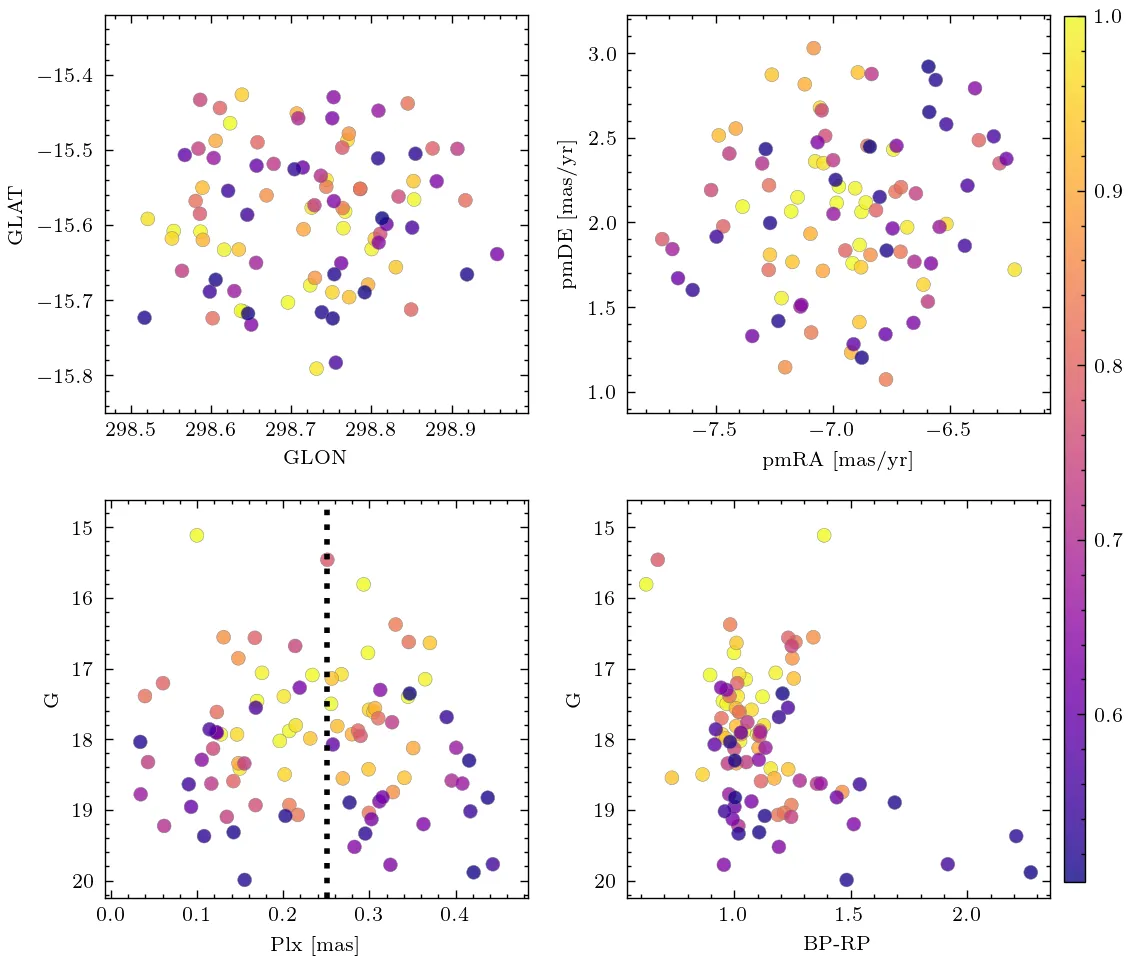 −15.4
−15.5
−15.6
−15.7
−15.8
GLAT
298.5 298.6 298.7 298.8 298.9
GLON
3.0
2.5
2.0
1.5
1.0
pmDE [mas/yr]
−7.5 −7.0 −6.5
pmRA [mas/yr]
1.0
0.9
0.8
0.7
0.6
15
16
17
18
19
20
G
0.0 0.1 0.2 0.3 0.4
Plx [mas]
15
16
17
18
19
20
G
1.0 1.5 2.0
BP-RP